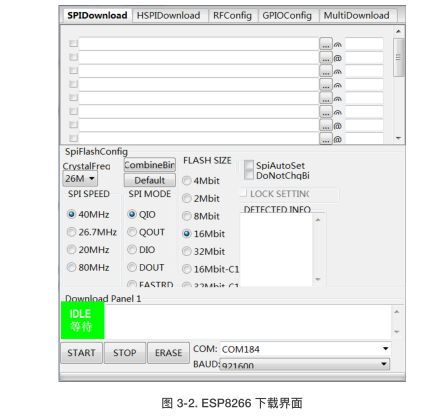 SPIDownload HSPIDownload RFConfig GPIOConfig MultiDownload
... @
... @
... @
... @
... @
... @
... @
... @
SpiFlashConfig
CrystalFreq CombineBin FLASH SIZE SpiAutoSet
26M Default 4Mbit DoNotChgBi
SPI SPEED SPI MODE 2Mbit LOCK SETTIN
40MHz QIO 8Mbit DETECTED INFO
26.7MHz QOUT 16Mbit
20MHz DIO 32Mbit
80MHz DOUT 16Mbit-C1
FASTRD 32Mbit-C1
Download Panel 1
IDLE
等待
START STOP ERASE COM: COM184
BAUD: 921600
图 3-2. ESP8266 下载界面